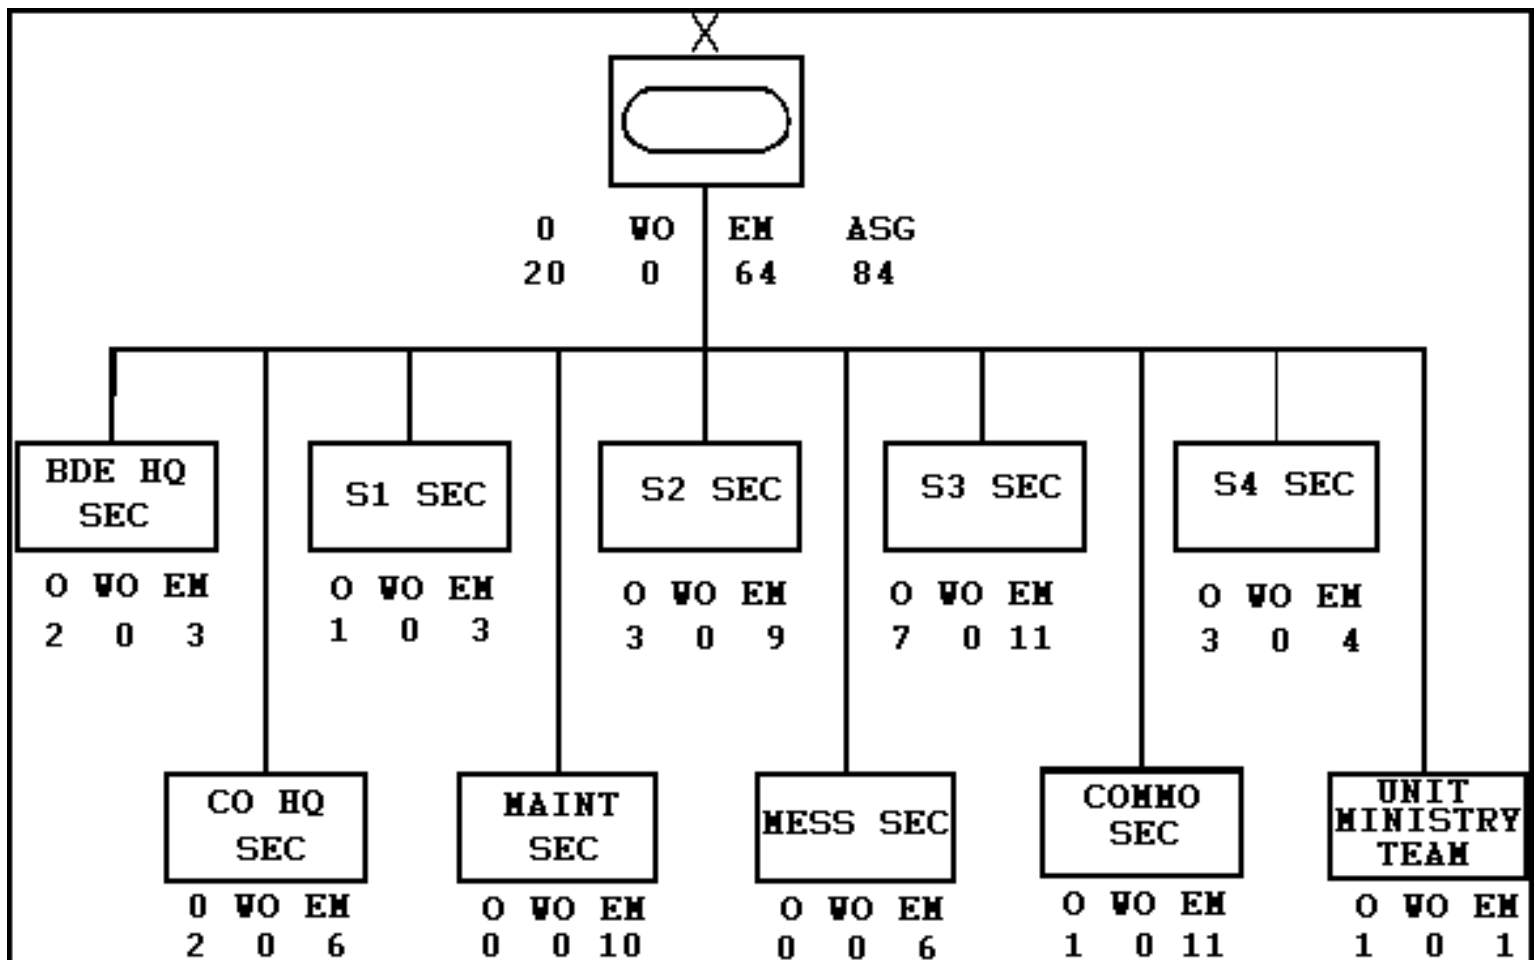 X
0 WO EM ASG
20 0 64 84
BDE HQ
SEC
S1 SEC
S2 SEC
S3 SEC
S4 SEC
O WO EM
2 0 3
O WO EM
1 0 3
O WO EM
3 0 9
O WO EM
7 0 11
O WO EM
3 0 4
CO HQ
SEC
MAINT
SEC
MESS SEC
COMMO
SEC
UNIT
MINISTRY
TEAM
0 WO EM
2 0 6
O WO EM
0 0 10
O WO EM
0 0 6
O WO EM
1 0 11
O WO EM
1 0 1